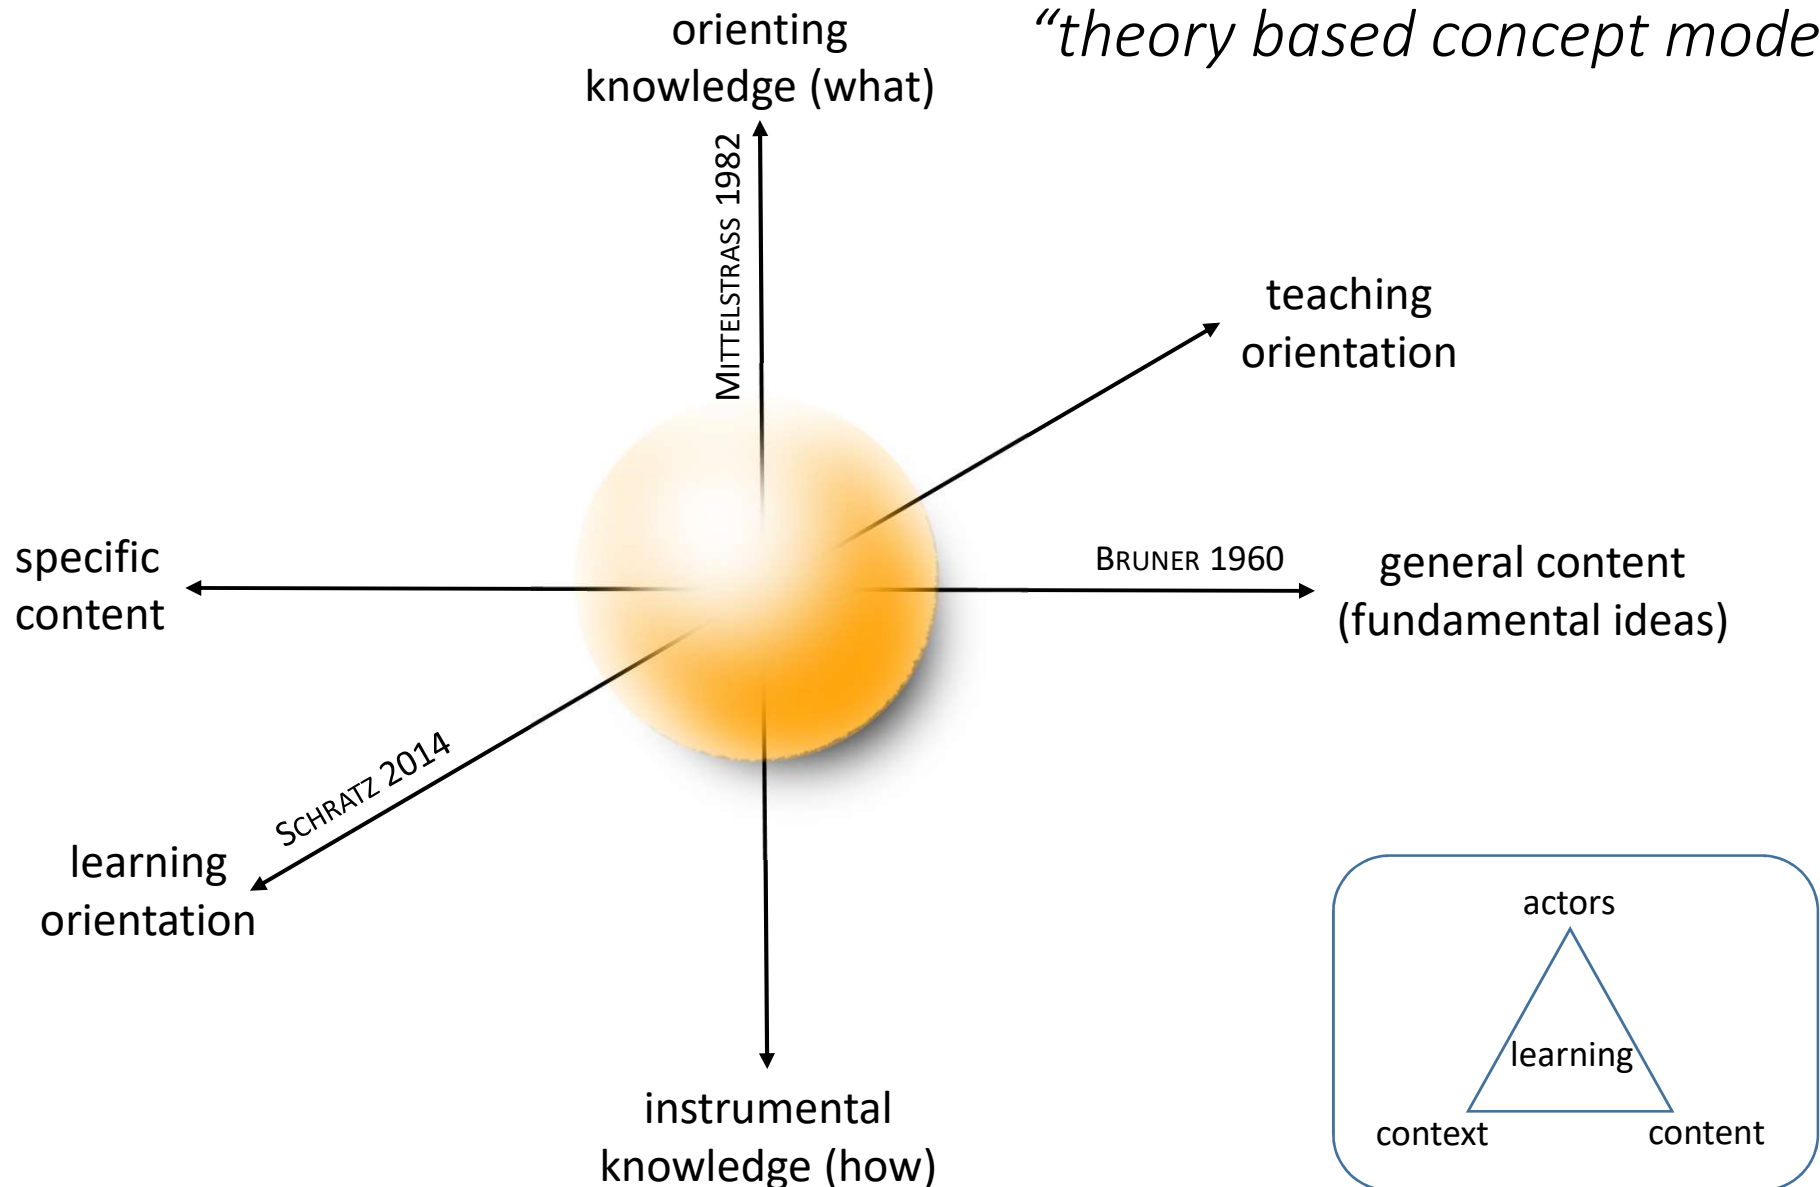 “theory based concept mode
orienting
knowledge (what)
MITTELSTRASS 1982
teaching
orientation
specific
content
BRUNER 1960
general content
(fundamental ideas)
SCHRATZ 2014
learning
orientation
instrumental
knowledge (how)
actors
learning
context
content